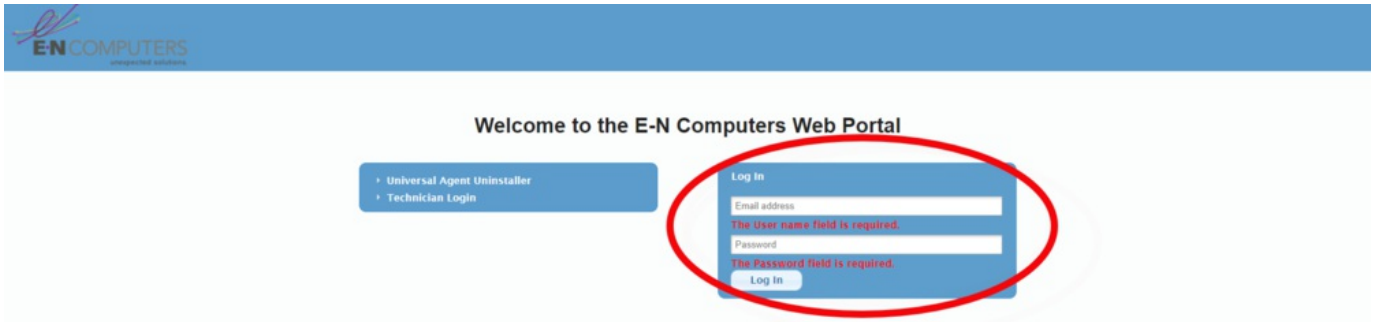 E-N COMPUTERS
unexpected solutions
Welcome to the E-N Computers Web Portal
Universal Agent Uninstaller
Technician Login
Log In
Email address
The User name field is required.
Password
The Password field is required.
Log In